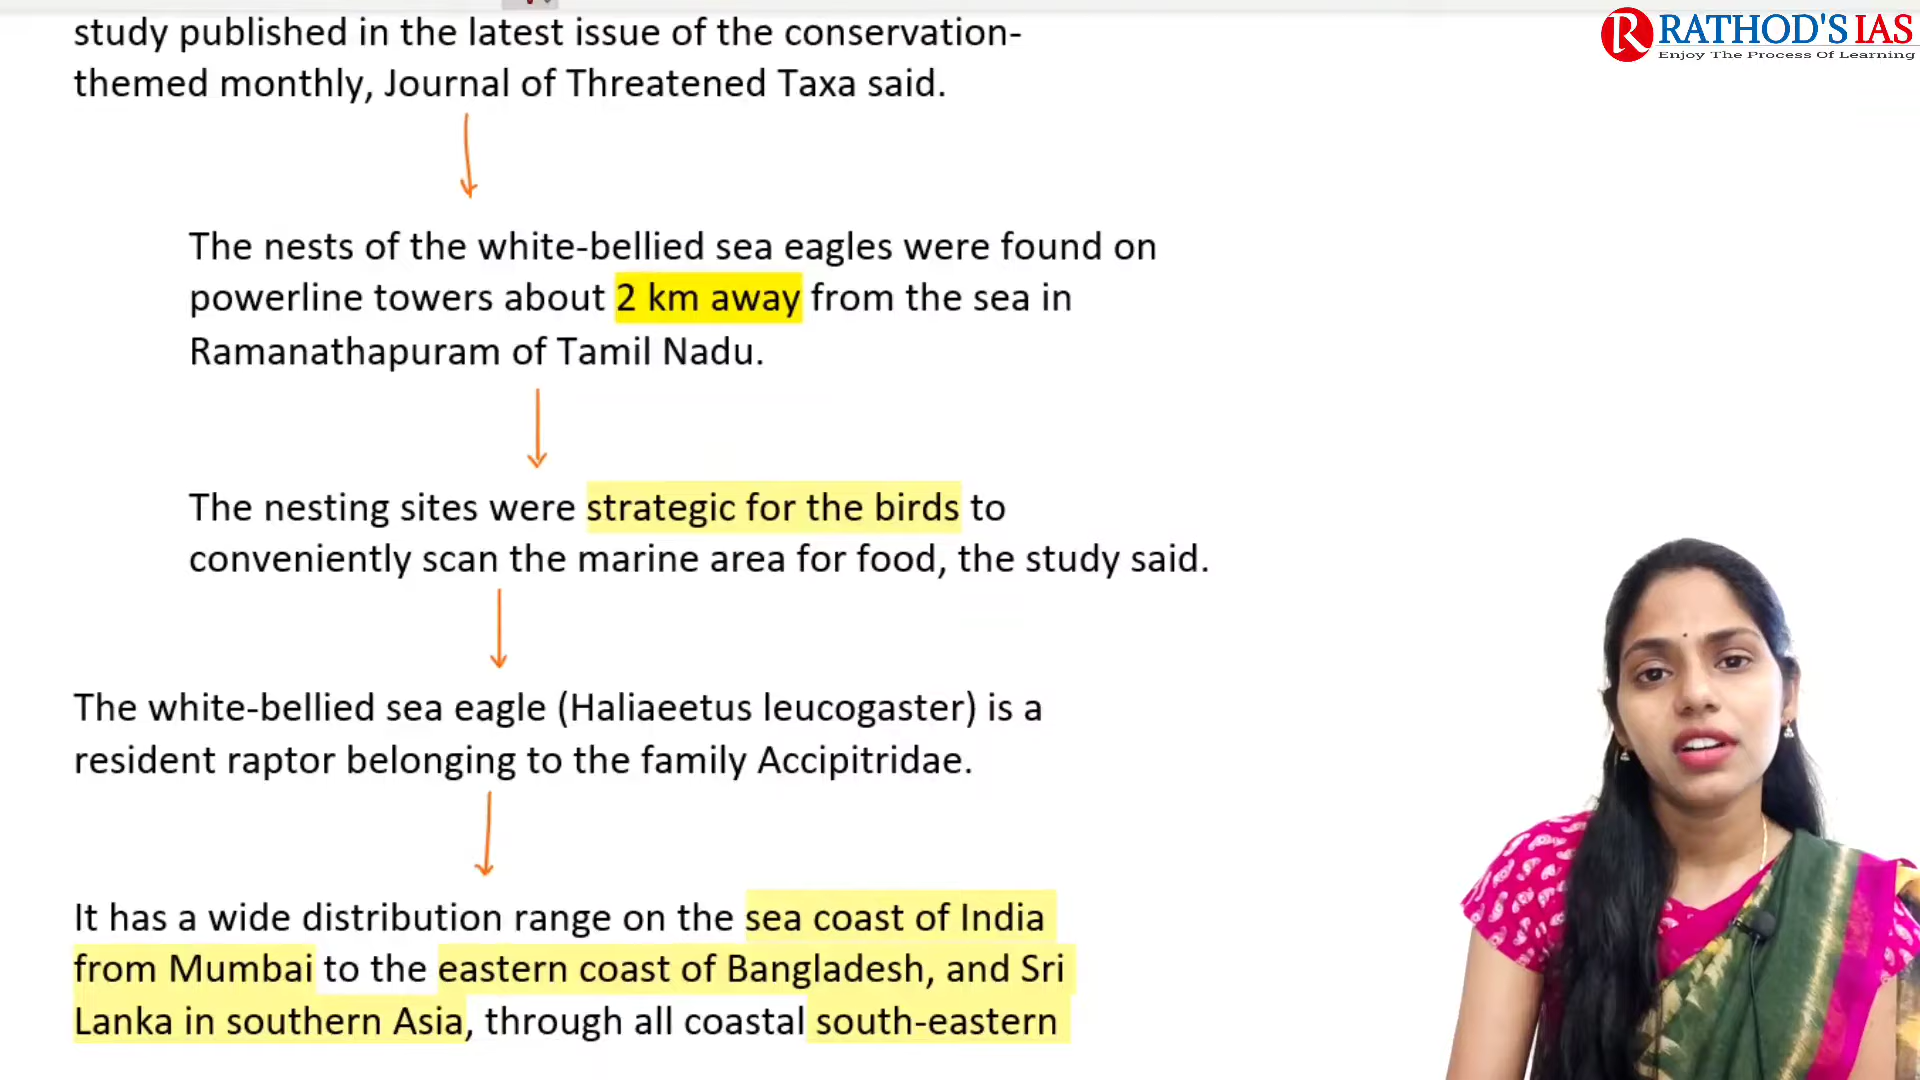 study published in the latest issue of the conservation-
themed monthly, Journal of Threatened Taxa said.
RATHOD'S IAS
Enjoy The Process Of Learning
The nests of the white-bellied sea eagles were found on
powerline towers about 2 km away from the sea in
Ramanathapuram of Tamil Nadu.
The nesting sites were strategic for the birds to
conveniently scan the marine area for food, the study said.
The white-bellied sea eagle (Haliaeetus leucogaster) is a
resident raptor belonging to the family Accipitridae.
It has a wide distribution range on the sea coast of India
from Mumbai to the eastern coast of Bangladesh, and Sri
Lanka in southern Asia, through all coastal south-eastern